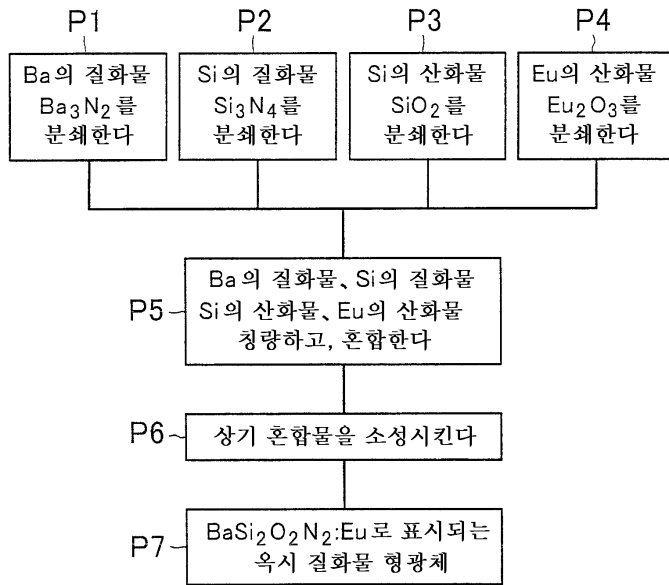 P1 P2 P3 P4
Ba의 질화물 Si의 질화물 Si의 산화물 Eu의 산화물
Ba₃N₂를 Si₃N₄를 SiO₂를 Eu₂O₃를
분쇄한다 분쇄한다 분쇄한다 분쇄한다
Ba의 질화물、Si의 질화물
P5 Si의 산화물、Eu의 산화물
칭량하고, 혼합한다
P6 상기 혼합물을 소성시킨다
BaSi₂O₂N₂:Eu로 표시되는
P7 옥시 질화물 형광체